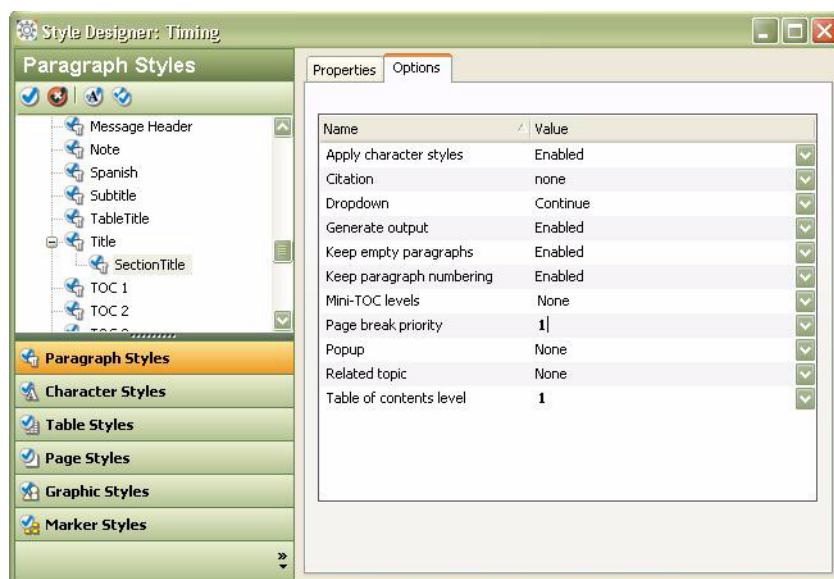 Style Designer: Timing
Paragraph Styles
Message Header
Note
Spanish
Subtitle
TableTitle
Title
SectionTitle
TOC 1
TOC 2
Paragraph Styles
Character Styles
Table Styles
Page Styles
Graphic Styles
Marker Styles
Properties Options
Name Value
Apply character styles Enabled
Citation none
Dropdown Continue
Generate output Enabled
Keep empty paragraphs Enabled
Keep paragraph numbering Enabled
Mini-TOC levels None
Page break priority 1
Popup None
Related topic None
Table of contents level 1